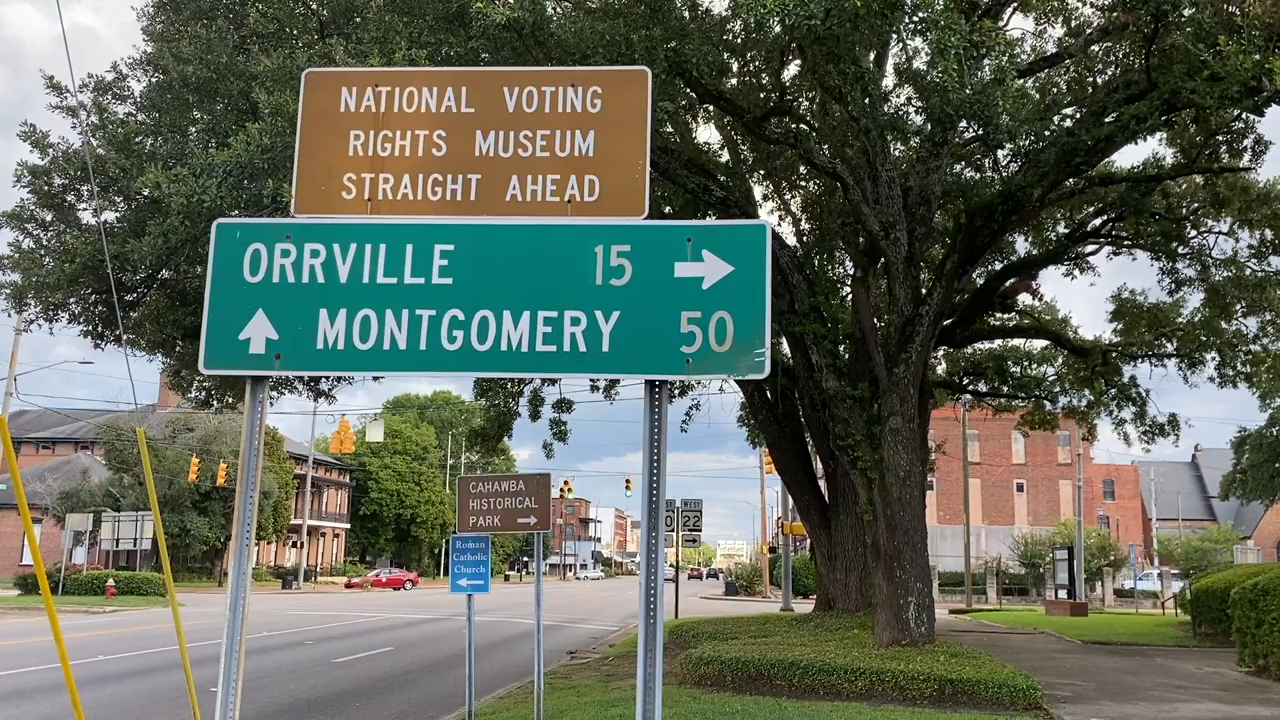 NATIONAL VOTING
RIGHTS MUSEUM
STRAIGHT AHEAD
ORRVILLE 15
MONTGOMERY 50
CAHAWBA
HISTORICAL
PARK
Roman
Catholic
Church
WEST
22